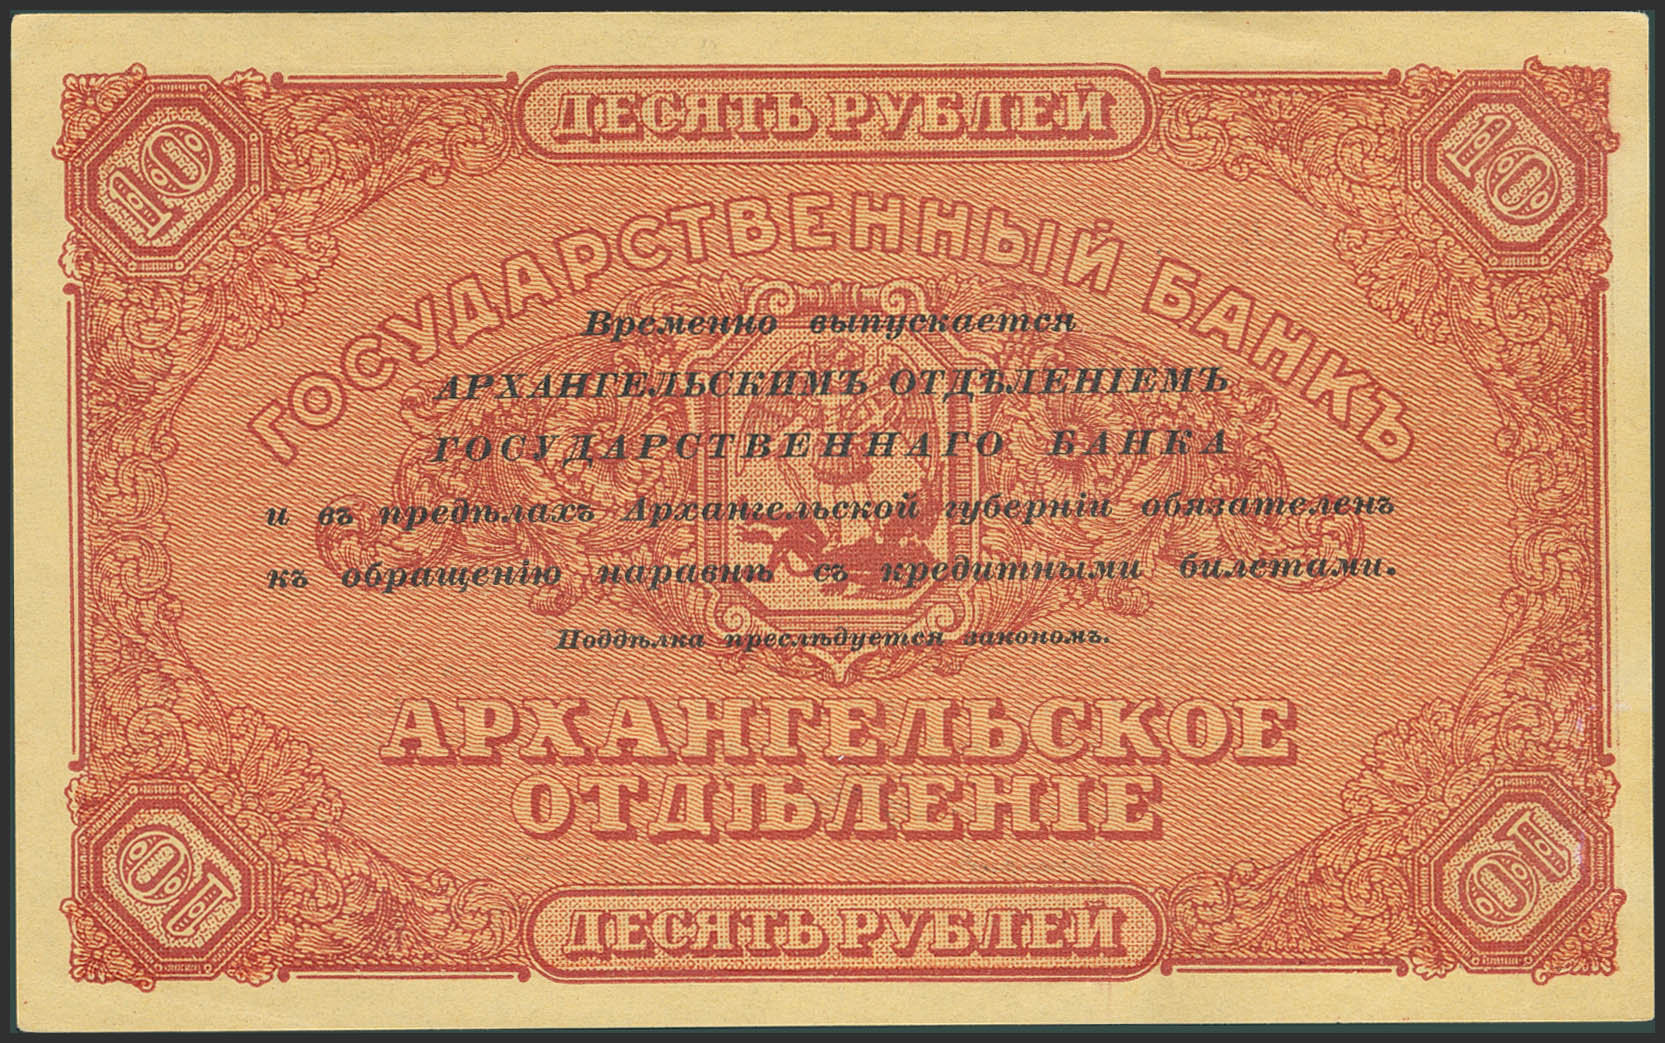 10 ДЕСЯТЬ РУБЛЕЙ 10
ГОСУДАРСТВЕННЫЙ БАНКЪ
Временно выпускается
АРХАНГЕЛЬСКИМЪ ОТДѢЛЕНІЕМЪ
ГОСУДАРСТВЕННАГО БАНКА
и въ предѣлахъ Архангельской губерніи обязателенъ
къ обращенію наравнѣ съ кредитными билетами.
Поддѣлка преслѣдуется закономъ.
АРХАНГЕЛЬСКОЕ
ОТДѢЛЕНІЕ
10 ДЕСЯТЬ РУБЛЕЙ 10